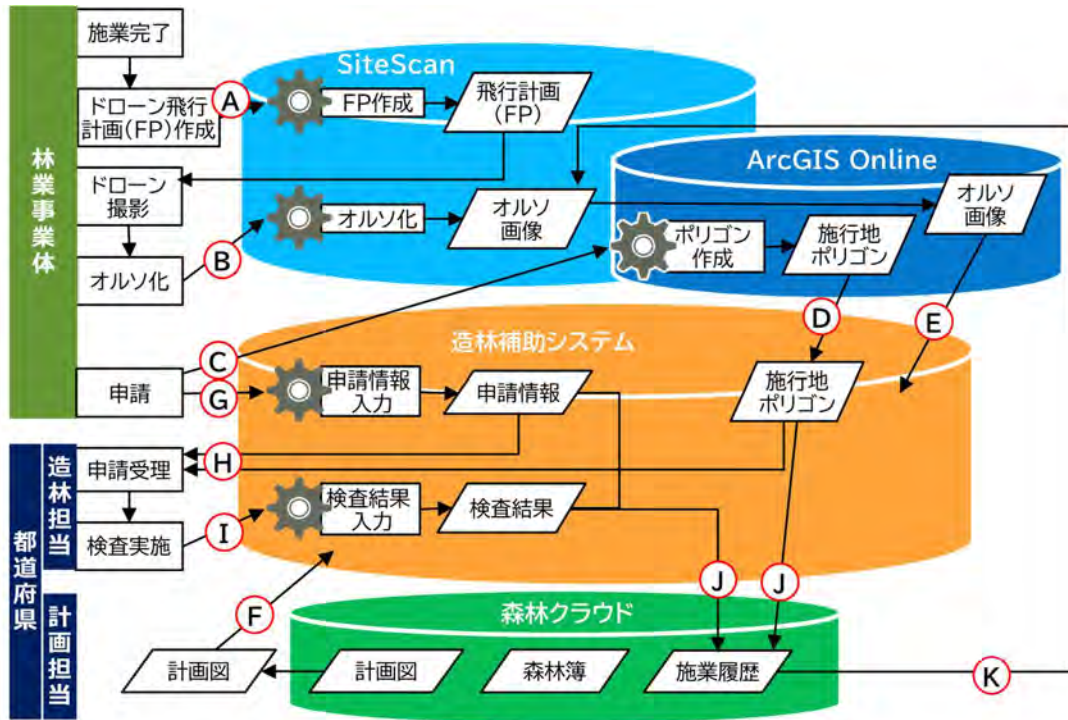 林業事業体
施業完了
ドローン飛行
計画(FP)作成
A
SiteScan
FP作成
飛行計画
(FP)
ドローン
撮影
オルソ化
B
オルソ化
オルソ
画像
ArcGIS Online
オルソ
画像
ポリゴン
作成
施行地
ポリゴン
D
E
造林補助システム
C
申請
G
申請情報
入力
申請情報
施行地
ポリゴン
都道府県
造林担当
申請受理
H
検査実施
I
検査結果
入力
検査結果
J
J
計画担当
F
森林クラウド
計画図
計画図
森林簿
施業履歴
K